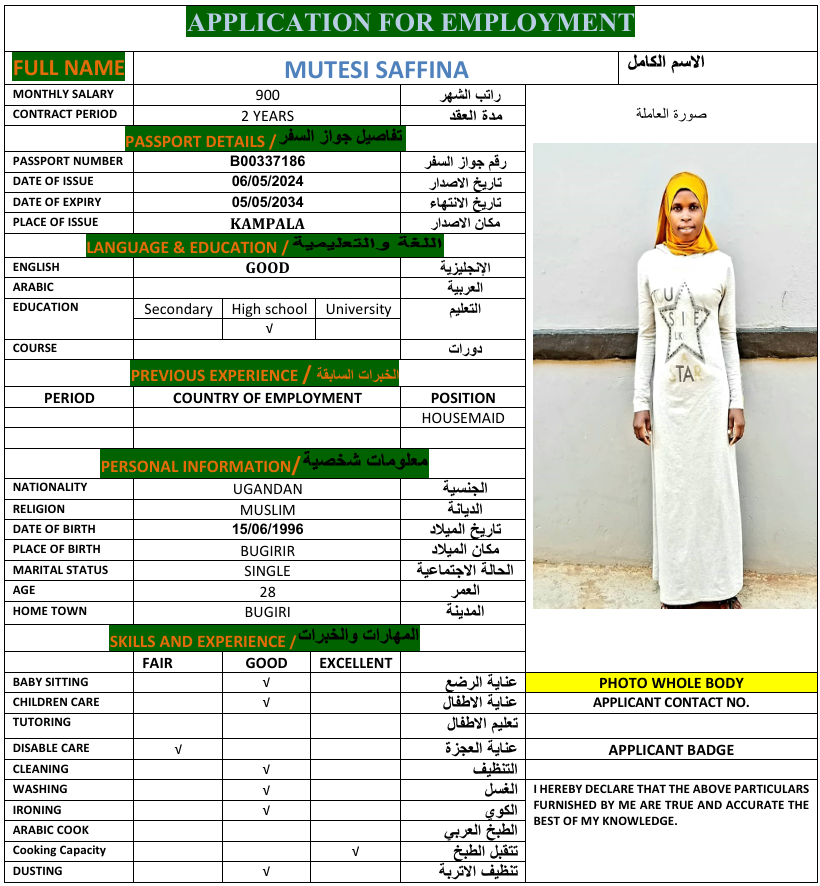 APPLICATION FOR EMPLOYMENT
FULL NAME MUTESI SAFFINA الاسم الكامل
MONTHLY SALARY 900 راتب الشهر
CONTRACT PERIOD 2 YEARS مدة العقد
صورة العاملة
PASSPORT DETAILS / تفاصيل جواز السفر
PASSPORT NUMBER B00337186 رقم جواز السفر
DATE OF ISSUE 06/05/2024 تاريخ الاصدار
DATE OF EXPIRY 05/05/2034 تاريخ الانتهاء
PLACE OF ISSUE KAMPALA مكان الاصدار
LANGUAGE & EDUCATION / اللغة والتعليمية
ENGLISH GOOD الإنجليزية
ARABIC العربية
EDUCATION Secondary High school University التعليم
√
COURSE دورات
PREVIOUS EXPERIENCE / الخبرات السابقة
PERIOD COUNTRY OF EMPLOYMENT POSITION
HOUSEMAID
PERSONAL INFORMATION/ معلومات شخصية
NATIONALITY UGANDAN الجنسية
RELIGION MUSLIM الديانة
DATE OF BIRTH 15/06/1996 تاريخ الميلاد
PLACE OF BIRTH BUGIRIR مكان الميلاد
MARITAL STATUS SINGLE الحالة الاجتماعية
AGE 28 العمر
HOME TOWN BUGIRI المدينة
SKILLS AND EXPERIENCE / المهارات والخبرات
FAIR GOOD EXCELLENT
BABY SITTING √ عناية الرضع
CHILDREN CARE √ عناية الاطفال
TUTORING تعليم الاطفال
DISABLE CARE √ عناية العجزة
CLEANING √ التنظيف
WASHING √ الغسل
IRONING √ الكوي
ARABIC COOK الطبخ العربي
Cooking Capacity √ تتقبل الطبخ
DUSTING √ تنظيف الاتربة
SIE
LK
STAR
PHOTO WHOLE BODY
APPLICANT CONTACT NO.
APPLICANT BADGE
I HEREBY DECLARE THAT THE ABOVE PARTICULARS
FURNISHED BY ME ARE TRUE AND ACCURATE THE
BEST OF MY KNOWLEDGE.